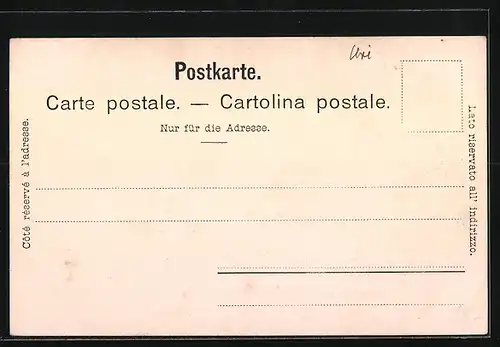 Uri
Postkarte.
Carte postale. — Cartolina postale.
Nur für die Adresse.
Côté réservé à l'adresse.
Lato riservato all' indirizzo.